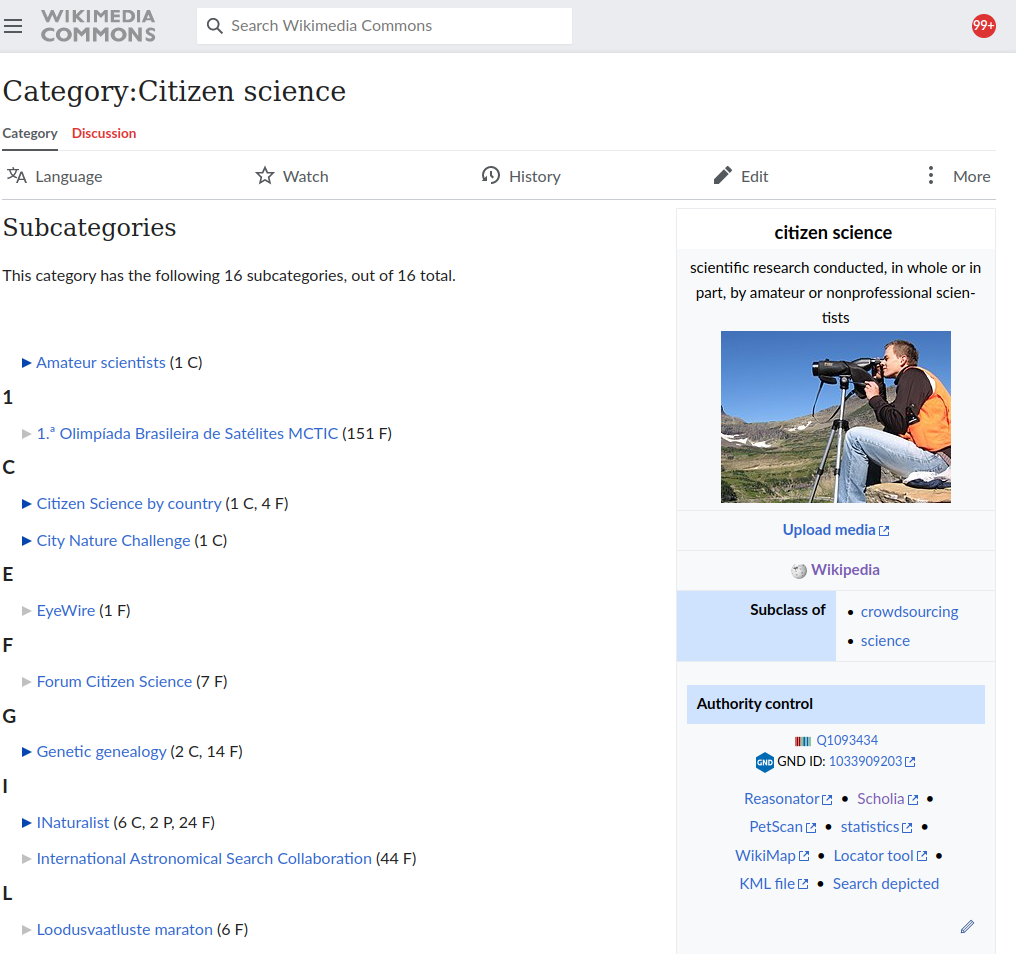 WIKIMEDIA
COMMONS
Search Wikimedia Commons
99+
Category:Citizen science
Category Discussion
Language Watch History Edit More
Subcategories
This category has the following 16 subcategories, out of 16 total.
► Amateur scientists (1 C)
1
► 1.ª Olimpíada Brasileira de Satélites MCTIC (151 F)
C
► Citizen Science by country (1 C, 4 F)
► City Nature Challenge (1 C)
E
► EyeWire (1 F)
F
► Forum Citizen Science (7 F)
G
► Genetic genealogy (2 C, 14 F)
I
► INaturalist (6 C, 2 P, 24 F)
► International Astronomical Search Collaboration (44 F)
L
► Loodusvaatluste maraton (6 F)
citizen science
scientific research conducted, in whole or in
part, by amateur or nonprofessional scien-
tists
Upload media
Wikipedia
Subclass of
• crowdsourcing
• science
Authority control
Q1093434
GND GND ID: 1033909203
Reasonator • Scholia •
PetScan • statistics •
WikiMap • Locator tool •
KML file • Search depicted